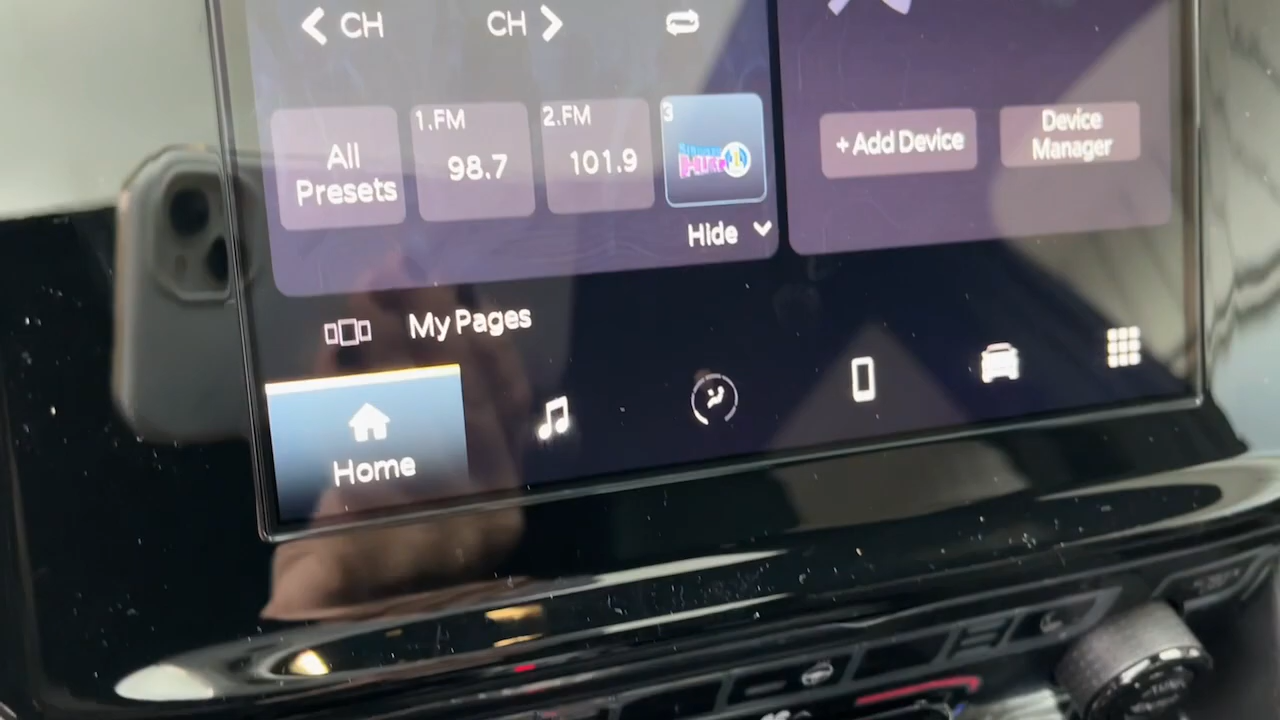 CH
CH
All
Presets
1.FM
98.7
2.FM
101.9
3
Hide
+ Add Device
Device
Manager
My Pages
Home